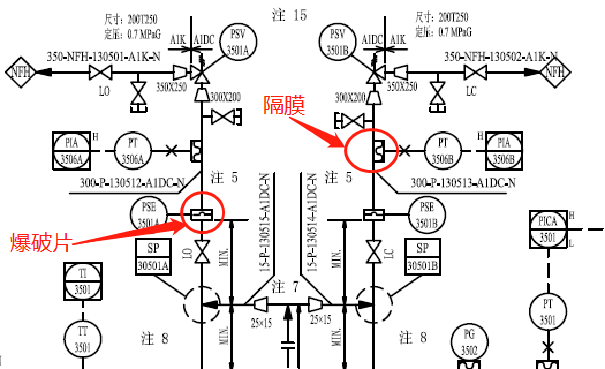 尺寸: 200T250
定压: 0.7 MPaG
A1K
A1DC
PSV
3501A
注 15
PSV
3501B
尺寸: 200T250
定压: 0.7 MPaG
A1DC
A1K
NFH
350-NFH-130501-A1K-N
LO
350X250
300X200
300X200
350X250
LC
350-NFH-130502-A1K-N
NFH
隔膜
PIA
3506A
H
PT
3506A
PT
3506B
H
PIA
3506B
注 5
注 5
300-P-130512-A1DC-N
300-P-130513-A1DC-N
PSE
3501A
PSE
3501B
爆破片
15-P-130515-A1DC-N
15-P-130514-A1DC-N
PICA
3501
H
L
SP
30501A
LO
MIN.
MIN.
LC
SP
30501B
TI
3501
注 7
25×15
25×15
PT
3501
TT
3501
注 8
MIN.
MIN.
注 8
PG
3502